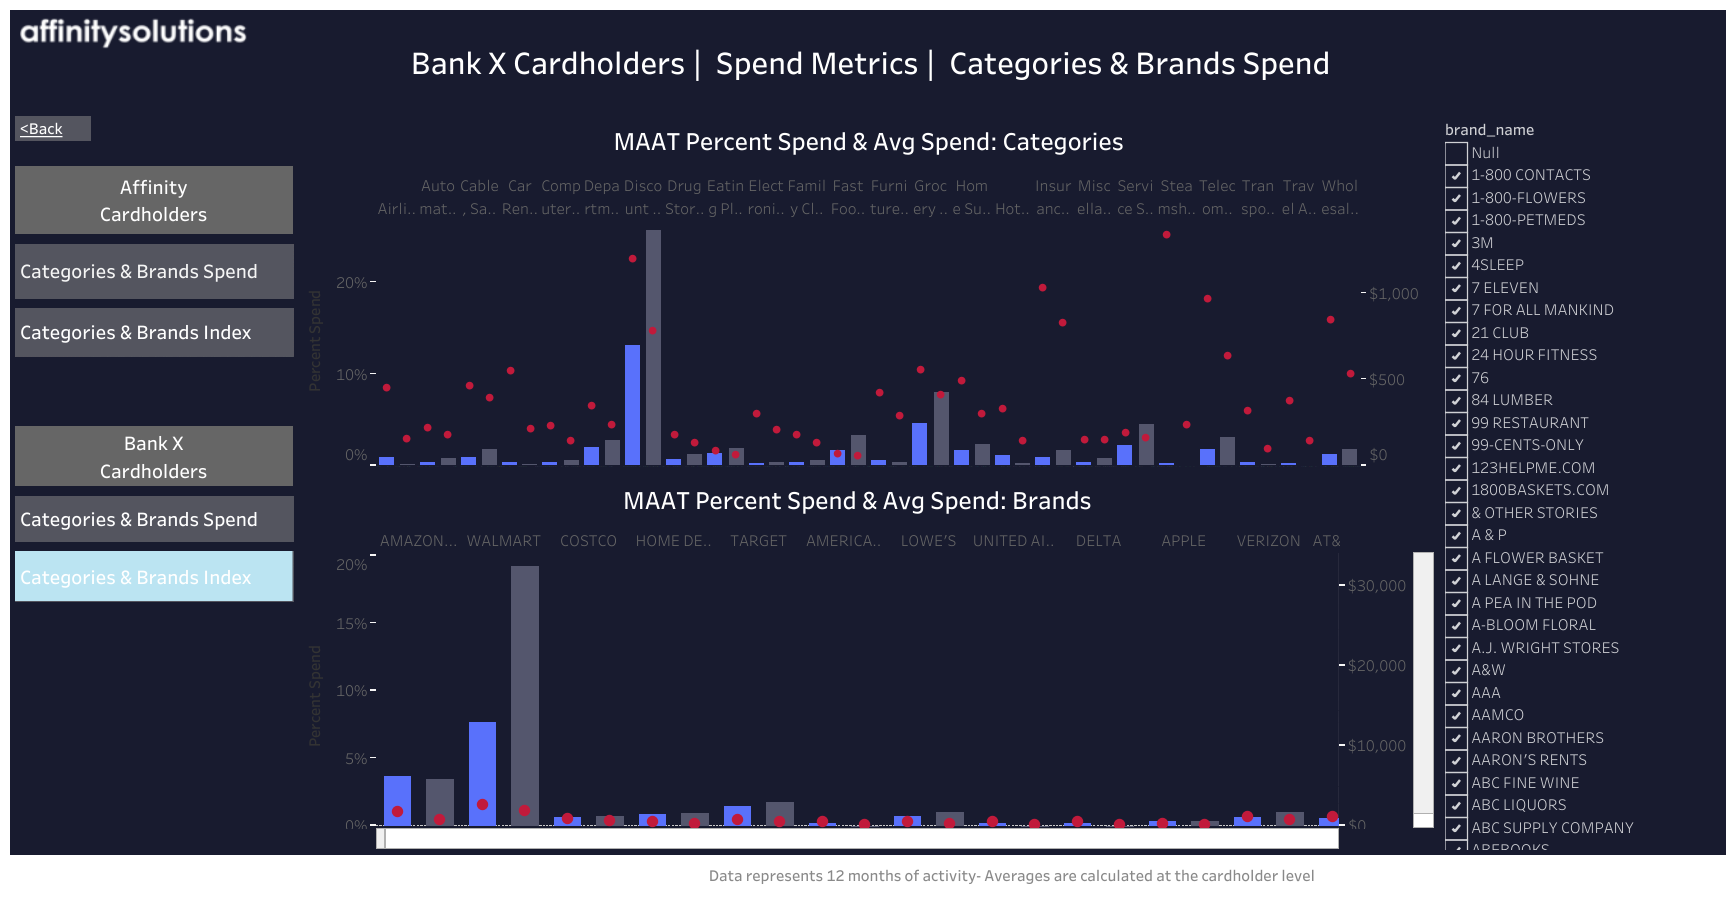 affinitysolutions
Bank X Cardholders | Spend Metrics | Categories & Brands Spend
<Back
Affinity
Cardholders
Categories & Brands Spend
Categories & Brands Index
Bank X
Cardholders
Categories & Brands Spend
Categories & Brands Index
MAAT Percent Spend & Avg Spend: Categories
Auto Cable Car Comp Depa Disco Drug Eatin Elect Famil Fast Furni Groc Hom Insur Misc Servi Stea Telec Tran Trav Whol
Airli.. mat.. , Sa.. Ren.. uter.. rtm.. unt .. Stor.. g Pl.. roni.. y Cl.. Foo.. ture.. ery .. e Su.. Hot.. anc.. ella.. ce S.. msh.. om.. spo.. el A.. esal..
Percent Spend
20%
10%
0%
$1,000
$500
$0
MAAT Percent Spend & Avg Spend: Brands
AMAZON... WALMART COSTCO HOME DE.. TARGET AMERICA.. LOWE'S UNITED AI.. DELTA APPLE VERIZON AT&
Percent Spend
20%
15%
10%
5%
0%
$30,000
$20,000
$10,000
$0
brand_name
Null
1-800 CONTACTS
1-800-FLOWERS
1-800-PETMEDS
3M
4SLEEP
7 ELEVEN
7 FOR ALL MANKIND
21 CLUB
24 HOUR FITNESS
76
84 LUMBER
99 RESTAURANT
99-CENTS-ONLY
123HELPME.COM
1800BASKETS.COM
& OTHER STORIES
A & P
A FLOWER BASKET
A LANGE & SOHNE
A PEA IN THE POD
A-BLOOM FLORAL
A.J. WRIGHT STORES
A&W
AAA
AAMCO
AARON BROTHERS
AARON'S RENTS
ABC FINE WINE
ABC LIQUORS
ABC SUPPLY COMPANY
ABEBOOKS
Data represents 12 months of activity- Averages are calculated at the cardholder level